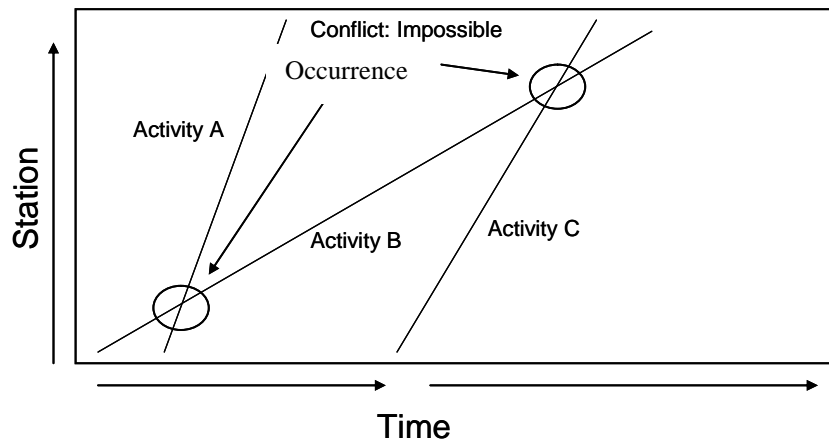 Conflict: Impossible
Occurrence
Activity A
Activity B
Activity C
Station
Time